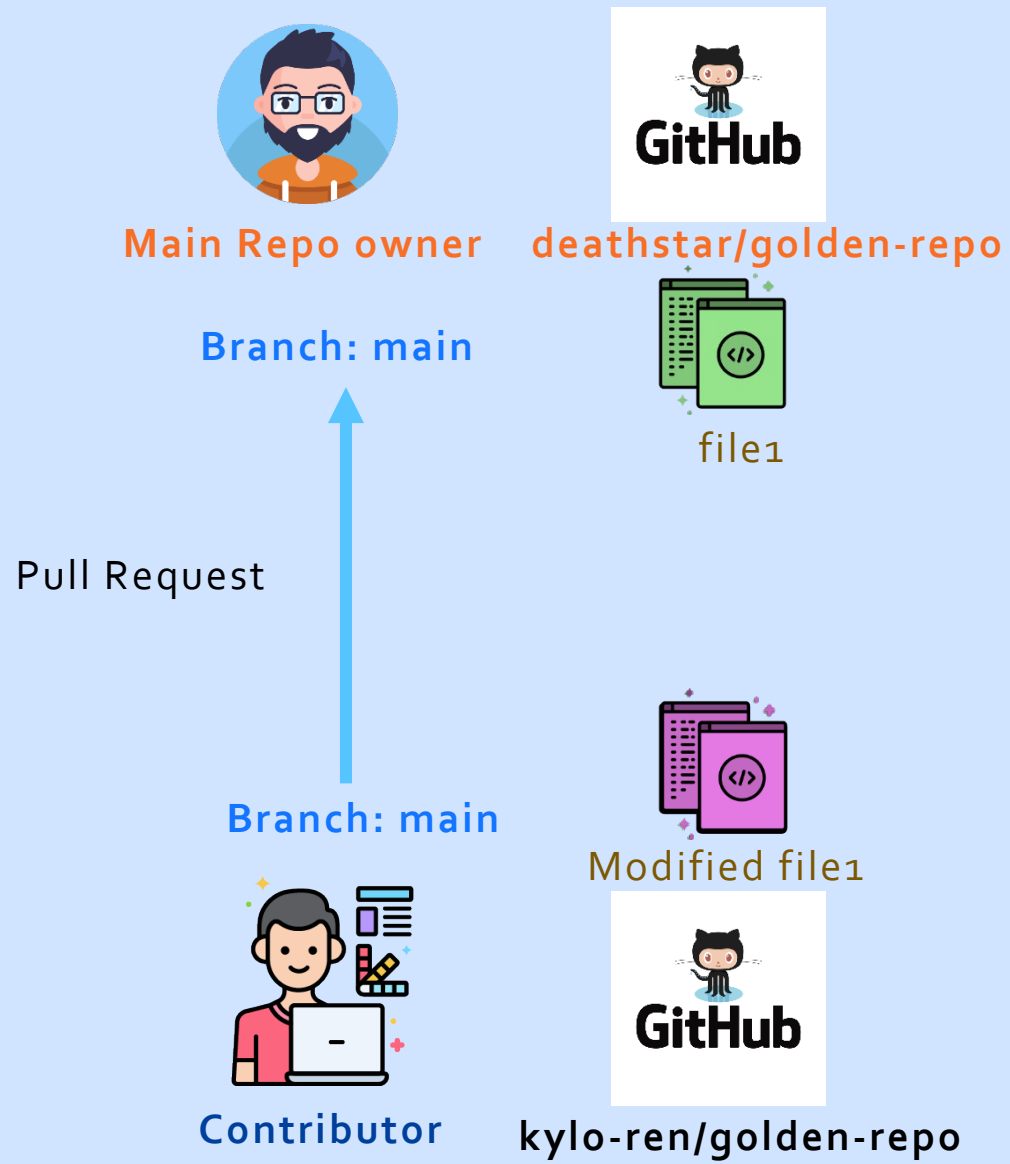 GitHub
Main Repo owner
deathstar/golden-repo
Branch: main
</>
file1
Pull Request
</>
Branch: main
Modified file1
GitHub
Contributor
kylo-ren/golden-repo